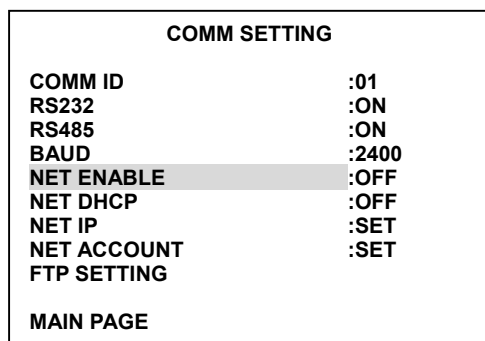 COMM SETTING
COMM ID :01
RS232 :ON
RS485 :ON
BAUD :2400
NET ENABLE :OFF
NET DHCP :OFF
NET IP :SET
NET ACCOUNT :SET
FTP SETTING
MAIN PAGE